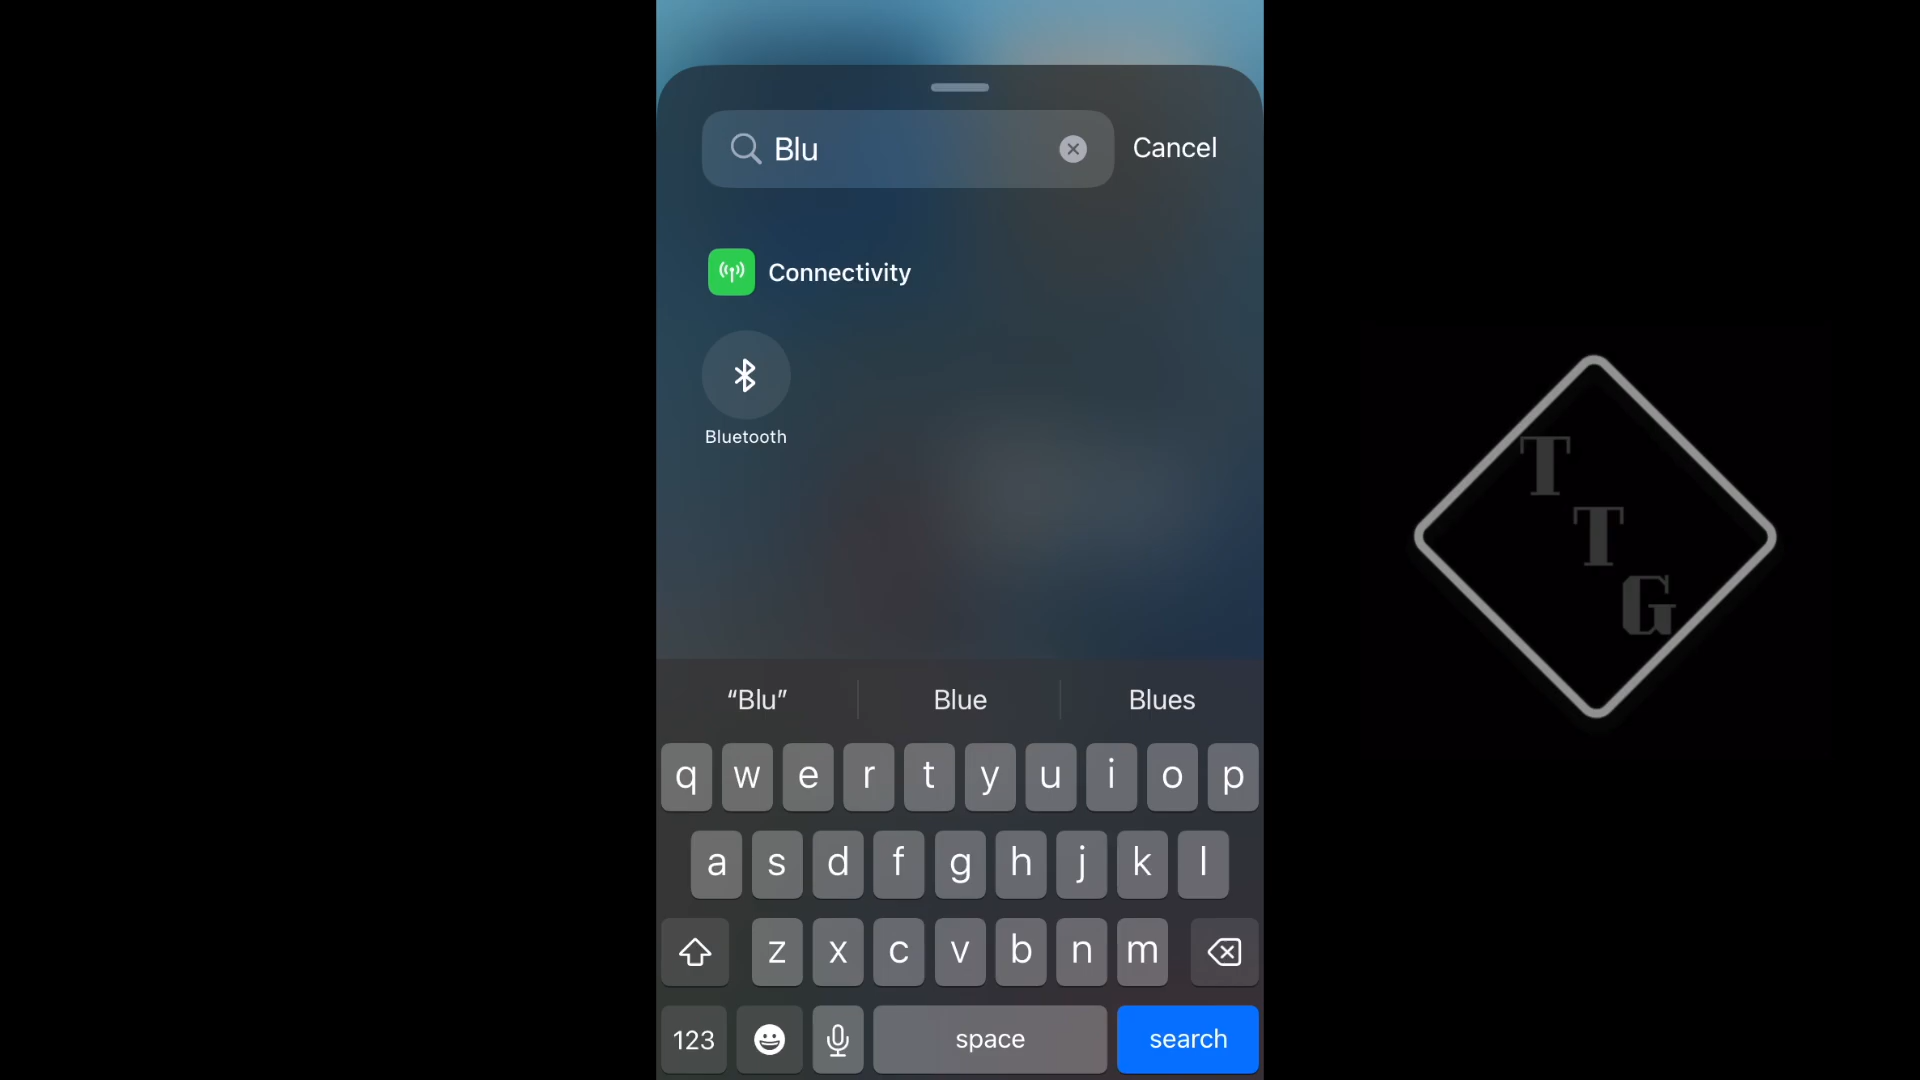 Blu
Cancel
Connectivity
Bluetooth
“Blu” Blue Blues
q w e r t y u i o p
a s d f g h j k l
z x c v b n m
123 space search
T
T
G